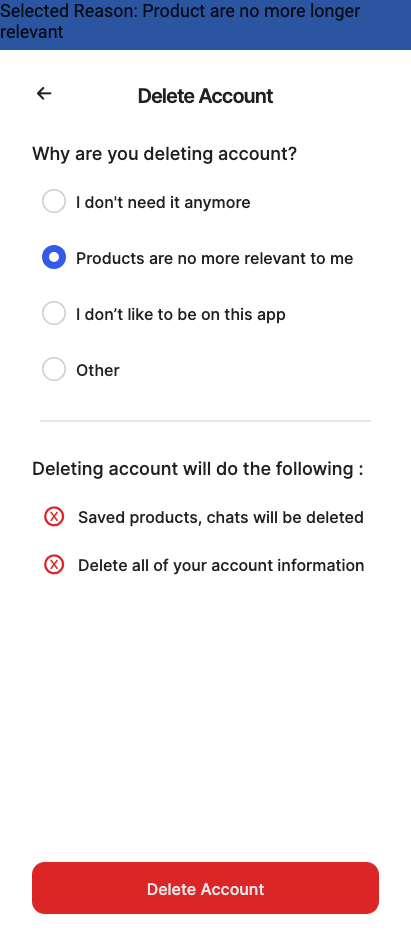 Selected Reason: Product are no more longer
relevant
Delete Account
Why are you deleting account?
I don't need it anymore
Products are no more relevant to me
I don’t like to be on this app
Other
Deleting account will do the following :
Saved products, chats will be deleted
Delete all of your account information
Delete Account